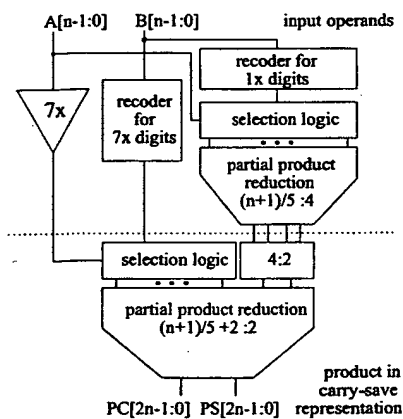 A[n-1:0] B[n-1:0] input operands
recoder for
1x digits
7x
recoder
for
7x digits
selection logic
• • •
partial product
reduction
(n+1)/5 :4
selection logic
4:2
• • •
partial product reduction
(n+1)/5 +2 :2
product in
carry-save
representation
PC[2n-1:0] PS[2n-1:0]